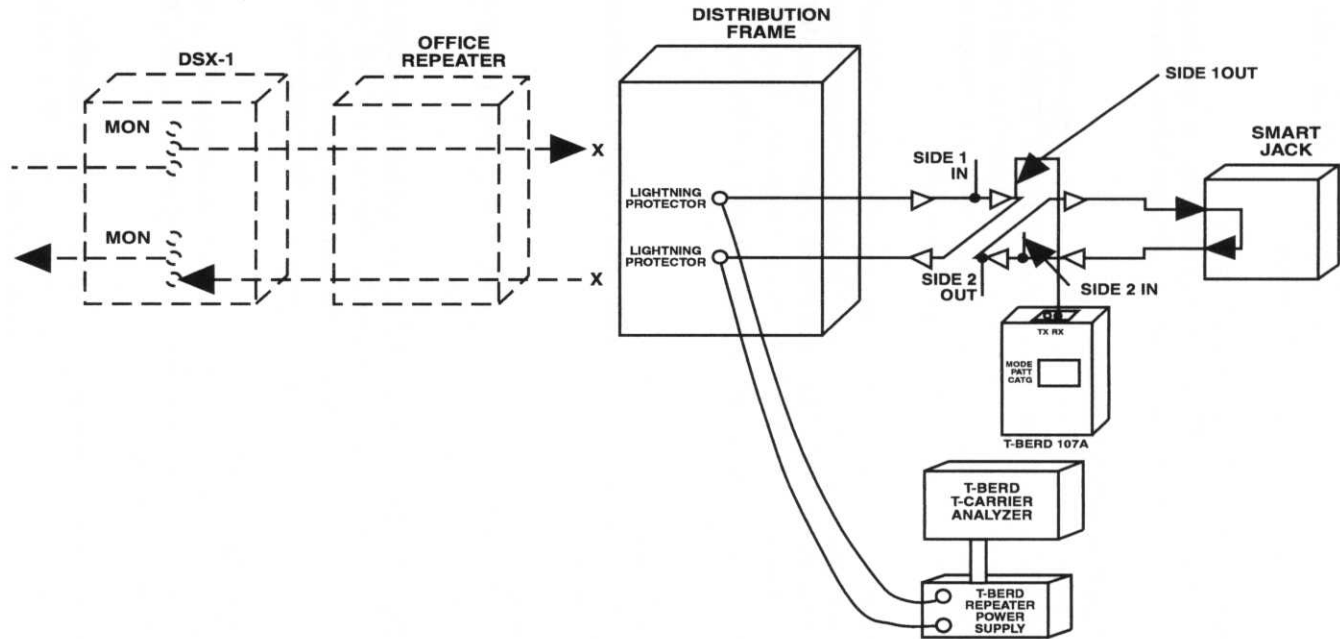 DISTRIBUTION
FRAME
DSX-1
OFFICE
REPEATER
SIDE 1OUT
MON
X
SIDE 1
IN
SMART
JACK
LIGHTNING
PROTECTOR
MON
LIGHTNING
PROTECTOR
X
SIDE 2
OUT
SIDE 2 IN
TX RX
MODE
PATT
CATG
T-BERD 107A
T-BERD
T-CARRIER
ANALYZER
T-BERD
REPEATER
POWER
SUPPLY